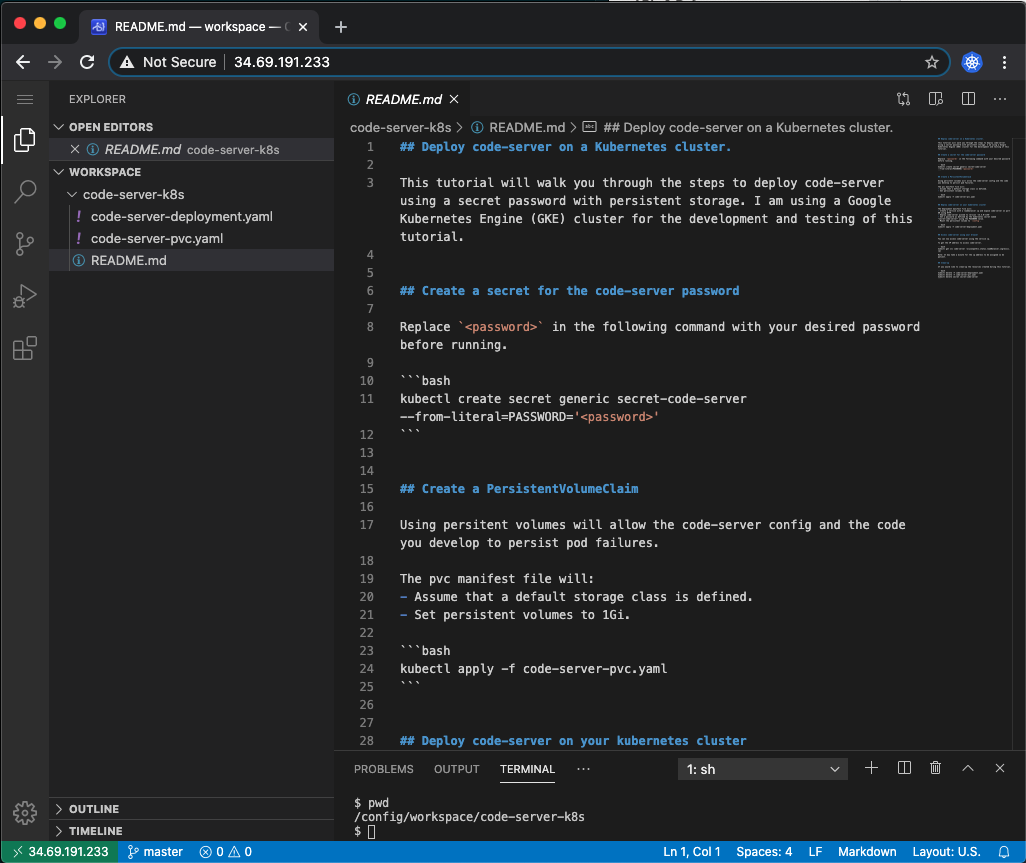 README.md — workspace — C
Not Secure
34.69.191.233
EXPLORER
OPEN EDITORS
README.md code-server-k8s
WORKSPACE
code-server-k8s
! code-server-deployment.yaml
! code-server-pvc.yaml
README.md
OUTLINE
TIMELINE
README.md
code-server-k8s > README.md > ## Deploy code-server on a Kubernetes cluster.
1 ## Deploy code-server on a Kubernetes cluster.
2
3 This tutorial will walk you through the steps to deploy code-server
using a secret password with persistent storage. I am using a Google
Kubernetes Engine (GKE) cluster for the development and testing of this
tutorial.
4
5
6 ## Create a secret for the code-server password
7
8 Replace `<password>` in the following command with your desired password
before running.
9
10 ```bash
11 kubectl create secret generic secret-code-server
--from-literal=PASSWORD='<password>'
12 ```
13
14
15 ## Create a PersistentVolumeClaim
16
17 Using persitent volumes will allow the code-server config and the code
you develop to persist pod failures.
18
19 The pvc manifest file will:
20 - Assume that a default storage class is defined.
21 - Set persistent volumes to 1Gi.
22
23 ```bash
24 kubectl apply -f code-server-pvc.yaml
25 ```
26
27
28 ## Deploy code-server on your kubernetes cluster
PROBLEMS OUTPUT TERMINAL ··· 1: sh
$ pwd
/config/workspace/code-server-k8s
$
34.69.191.233 master 0 0 Ln 1, Col 1 Spaces: 4 LF Markdown Layout: U.S.